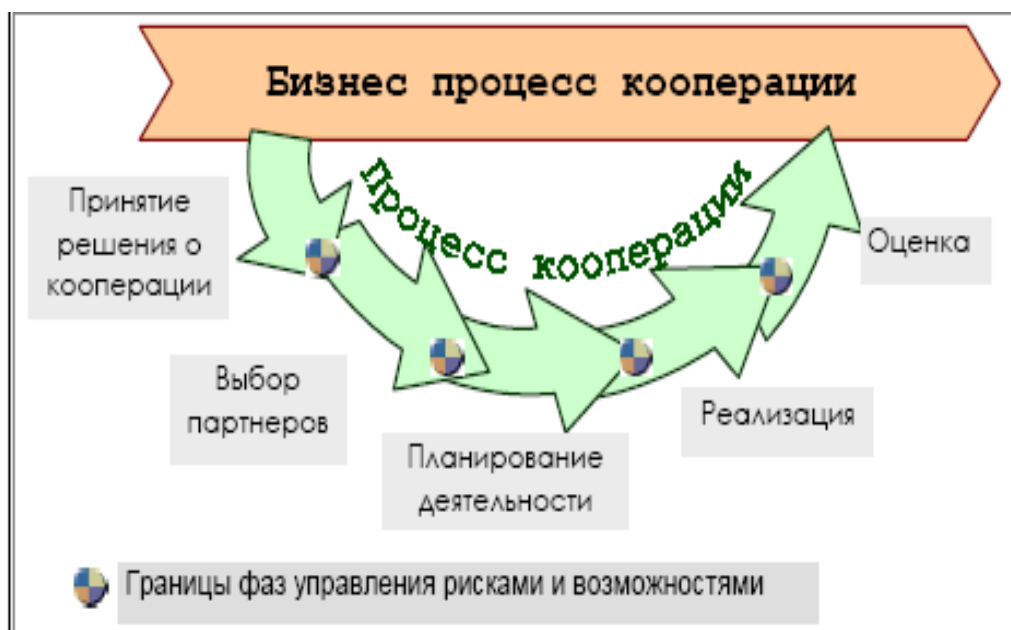 Бизнес процесс кооперации
Процесс кооперации
Принятие
решения о
кооперации
Выбор
партнеров
Планирование
деятельности
Реализация
Оценка
Границы фаз управления рисками и возможностями